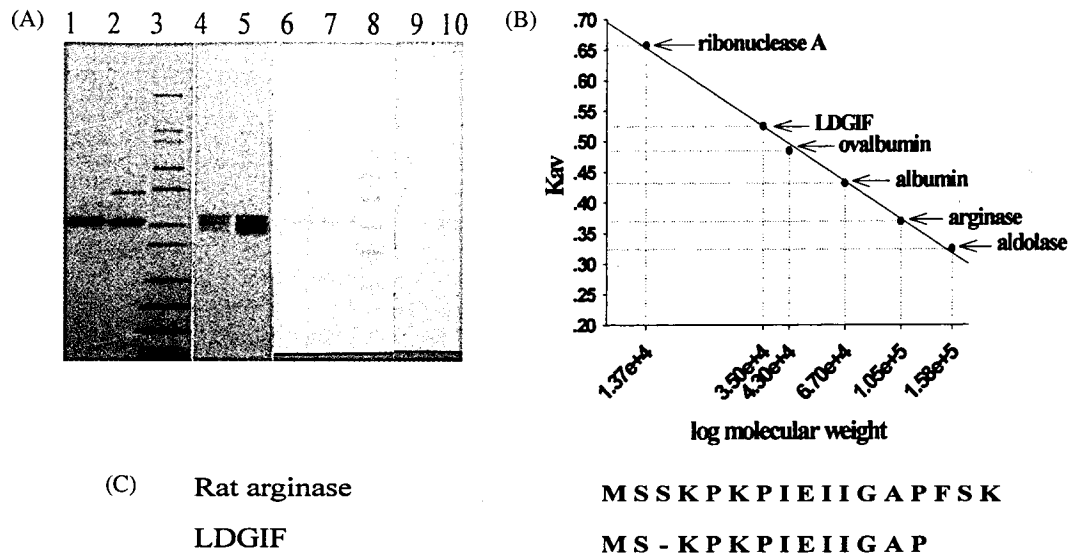 (A)
1 2 3 4 5 6 7 8 9 10
(B)
.70
.65
.60
.55
.50
.45
.40
.35
.30
.25
.20
Kav
ribonuclease A
LDGIF
ovalbumin
albumin
arginase
aldolase
1.37e+4
3.50e+4
4.30e+4
6.70e+4
1.05e+5
1.58e+5
log molecular weight
(C) Rat arginase M S S K P K P I E I I G A P F S K
LDGIF M S - K P K P I E I I G A P